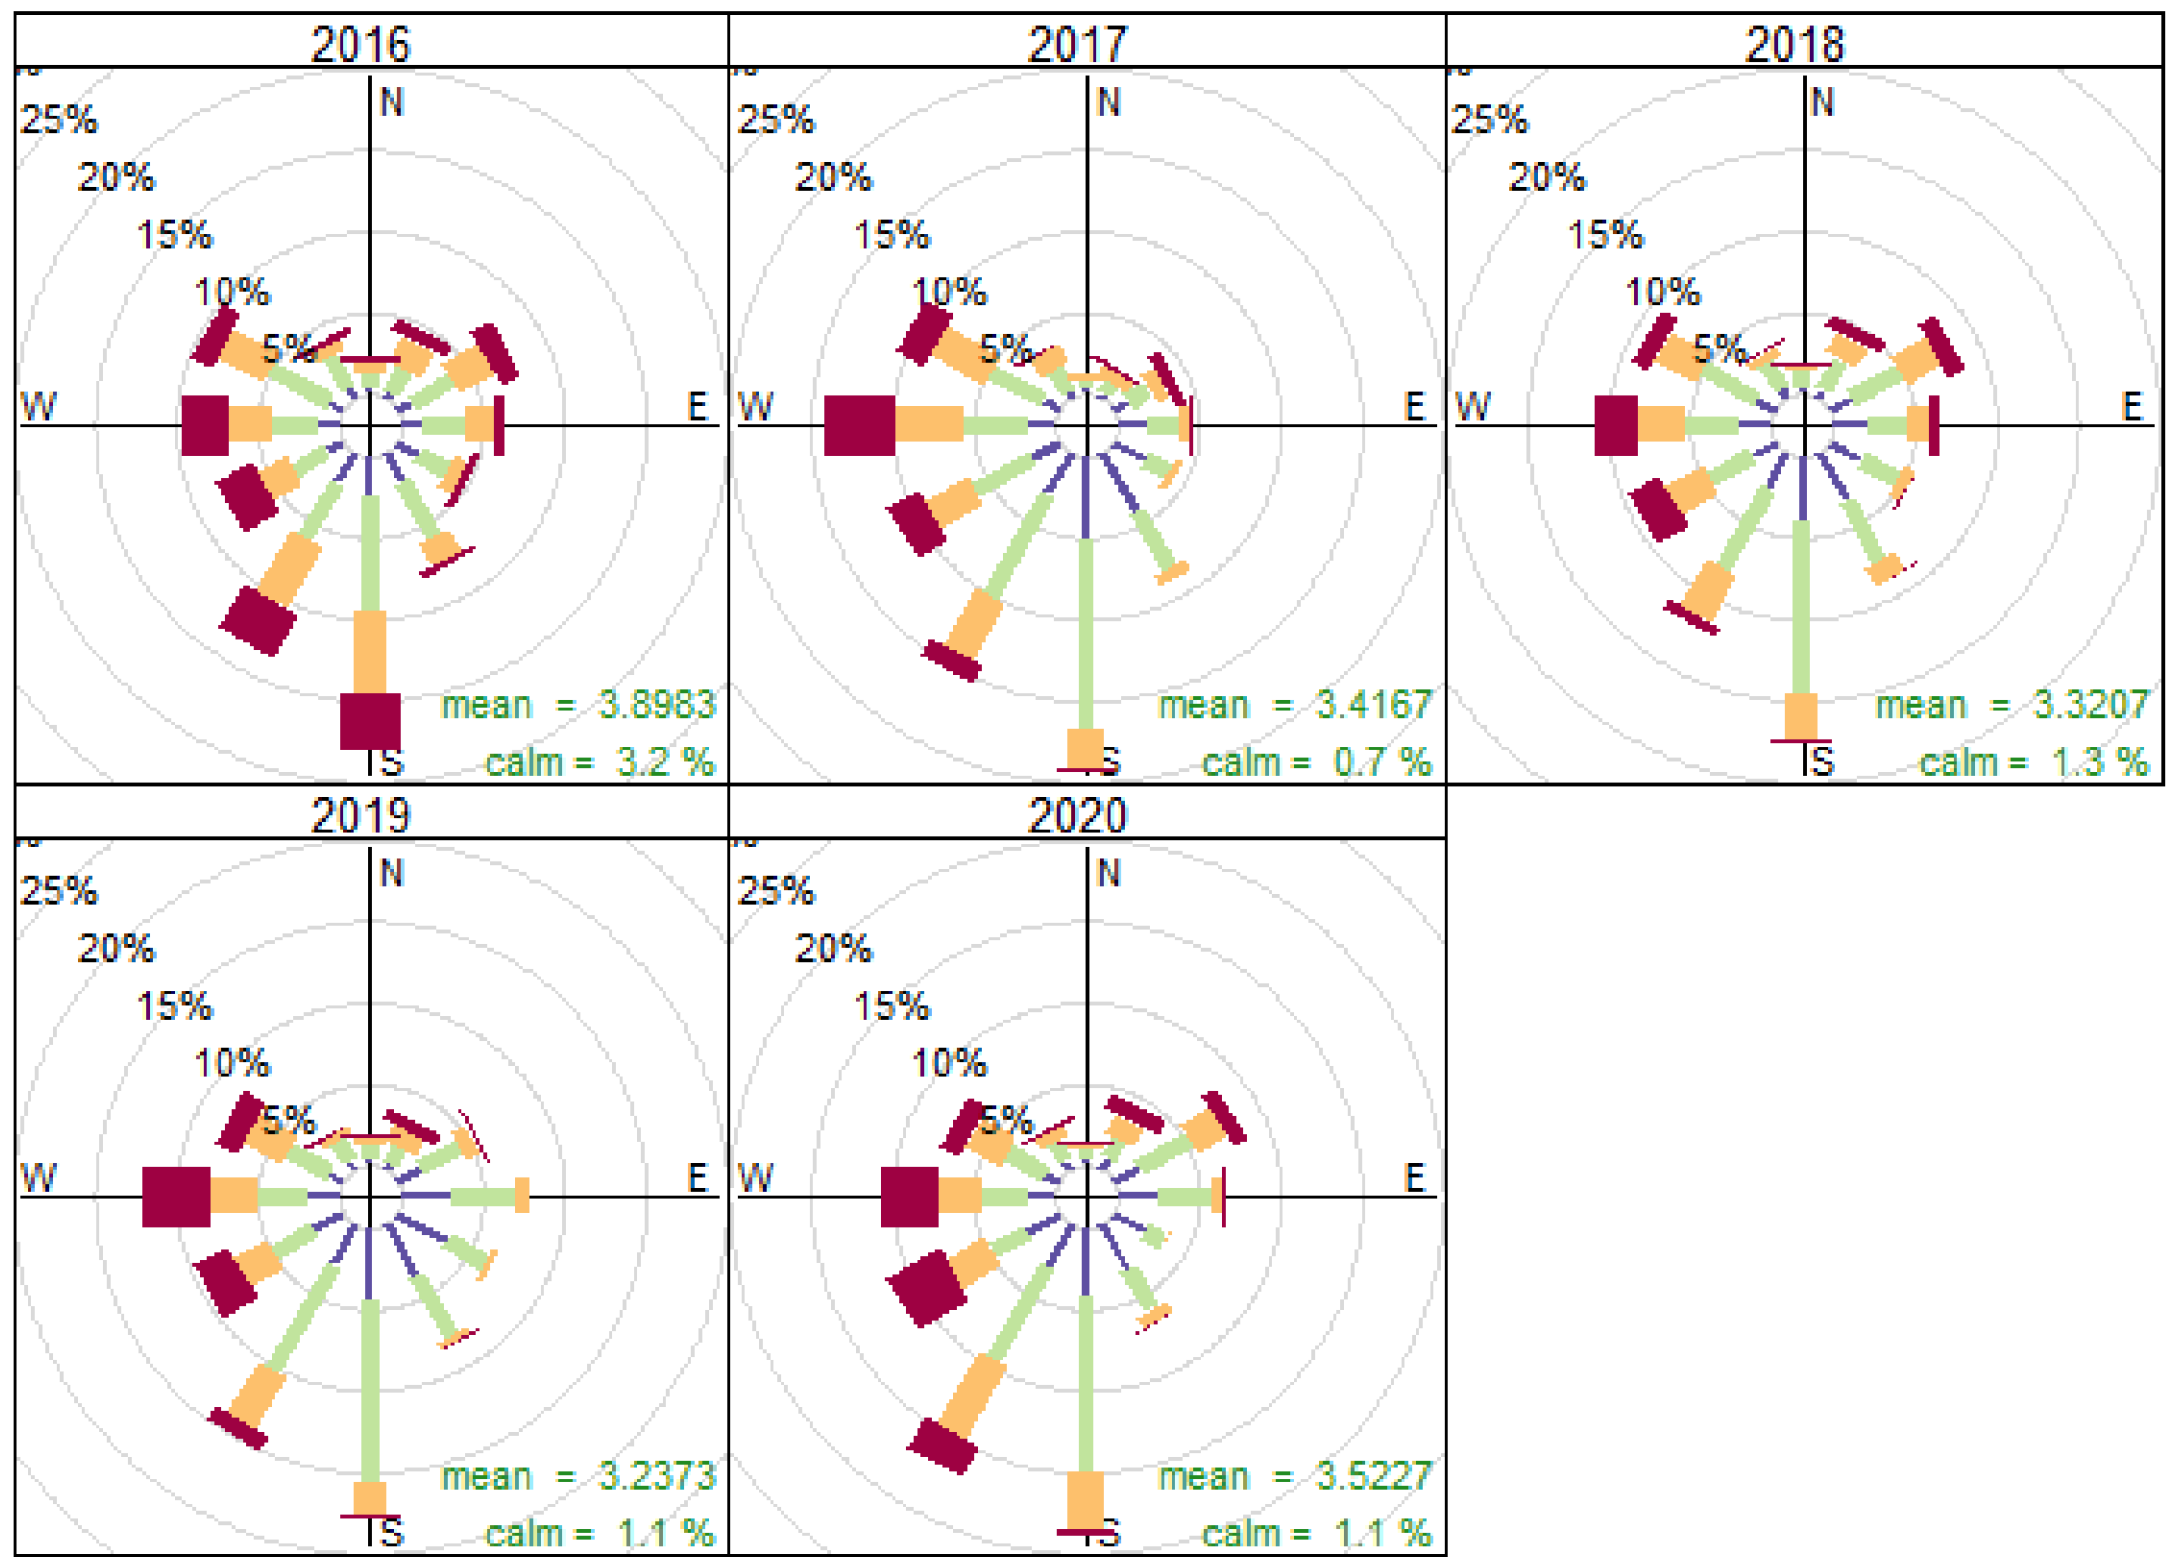 2016
2017
2018
25%
20%
15%
10%
5%
N
W
E
S
mean = 3.8983
calm = 3.2 %
25%
20%
15%
10%
5%
N
W
E
S
mean = 3.4167
calm = 0.7 %
25%
20%
15%
10%
5%
N
W
E
S
mean = 3.3207
calm = 1.3 %
2019
2020
25%
20%
15%
10%
5%
N
W
E
S
mean = 3.2373
calm = 1.1 %
25%
20%
15%
10%
5%
N
W
E
S
mean = 3.5227
calm = 1.1 %